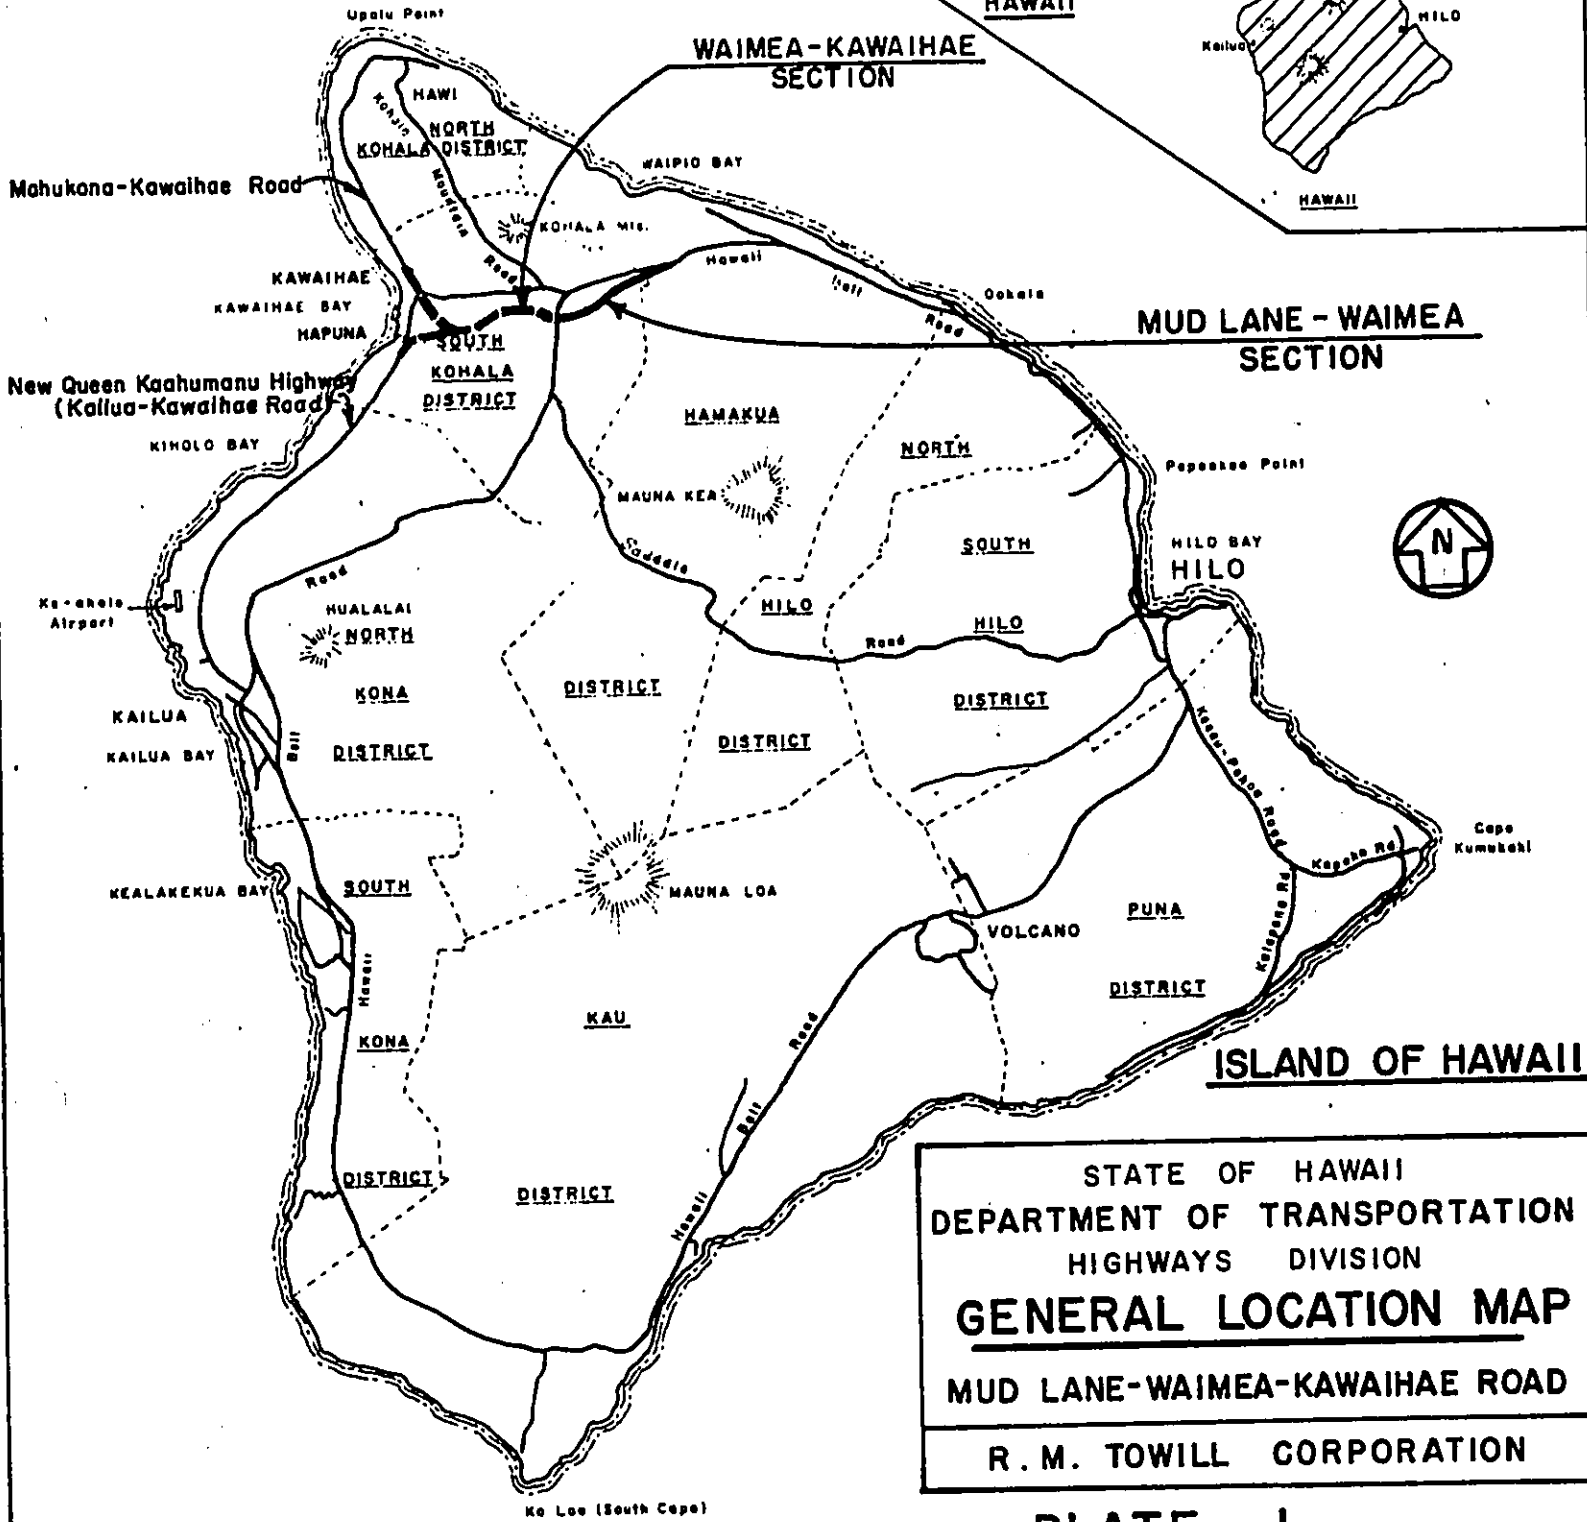 HAWAII
HILO
Kailua
HAWAII
Upolu Point
WAIMEA-KAWAIHAE
SECTION
HAWI
NORTH
KOHALA DISTRICT
Kohala Mountain Road
WAIPIO BAY
Mahukona-Kawaihae Road
KOHALA Mts.
KAWAIHAE
KAWAIHAE BAY
HAPUNA
Hawaii Belt Road
Ookala
MUD LANE-WAIMEA
SECTION
SOUTH
KOHALA
DISTRICT
New Queen Kaahumanu Highway
(Kailua-Kawaihae Road)
KIHOLO BAY
HAMAKUA
NORTH
Pepeekeo Point
MAUNA KEA
SOUTH
HILO BAY
HILO
N
Saddle Road
Road
Ke-ahole
Airport
HUALALAI
NORTH
HILO
HILO
KONA
DISTRICT
DISTRICT
DISTRICT
DISTRICT
KAILUA
KAILUA BAY
Belt
Keaau-Pahoa Road
Cape
Kumukahi
Kapoho Rd
KEALAKEKUA BAY
SOUTH
MAUNA LOA
PUNA
Kalapana Rd
VOLCANO
DISTRICT
Hawaii
KONA
KAU
Road
Belt
Hawaii
ISLAND OF HAWAII
DISTRICT
DISTRICT
Ka Lae (South Cape)
STATE OF HAWAII
DEPARTMENT OF TRANSPORTATION
HIGHWAYS DIVISION
GENERAL LOCATION MAP
MUD LANE-WAIMEA-KAWAIHAE ROAD
R. M. TOWILL CORPORATION
PLATE 1